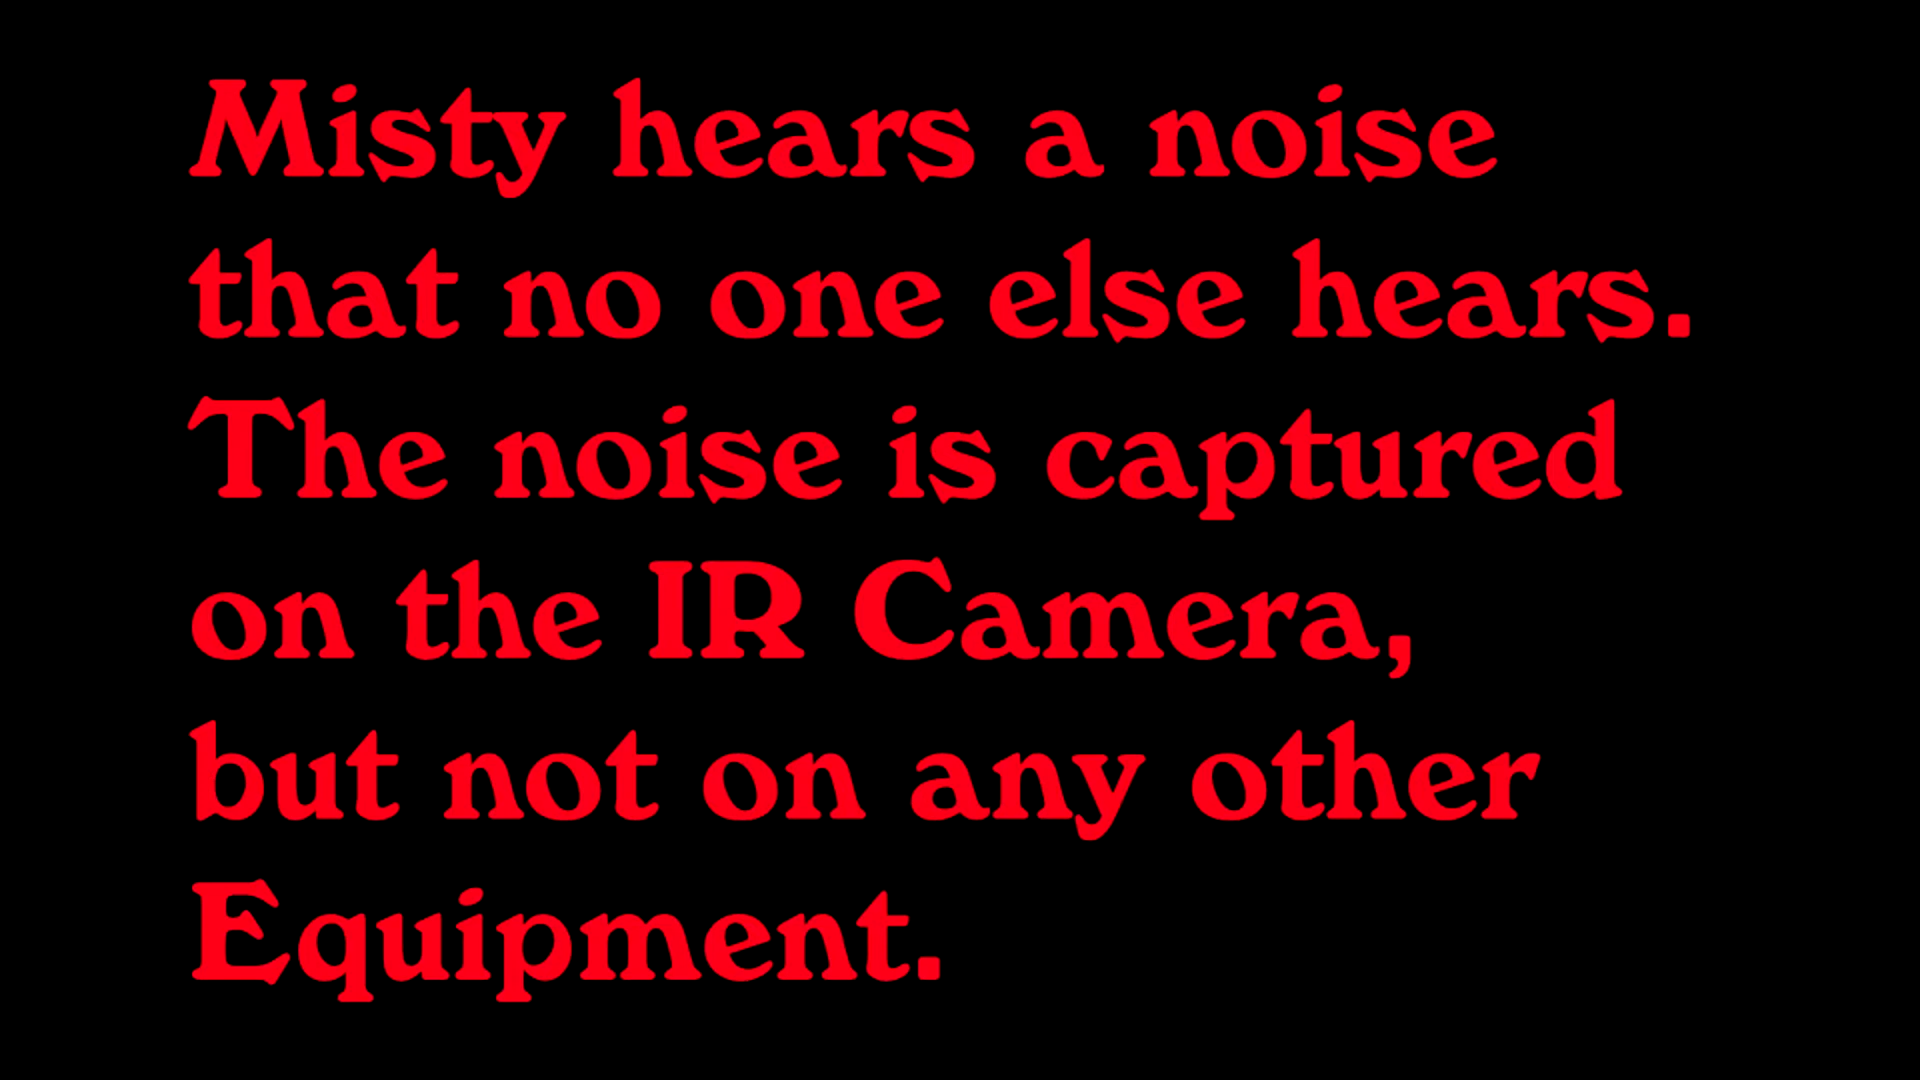 Misty hears a noise
that no one else hears.
The noise is captured
on the IR Camera,
but not on any other
Equipment.